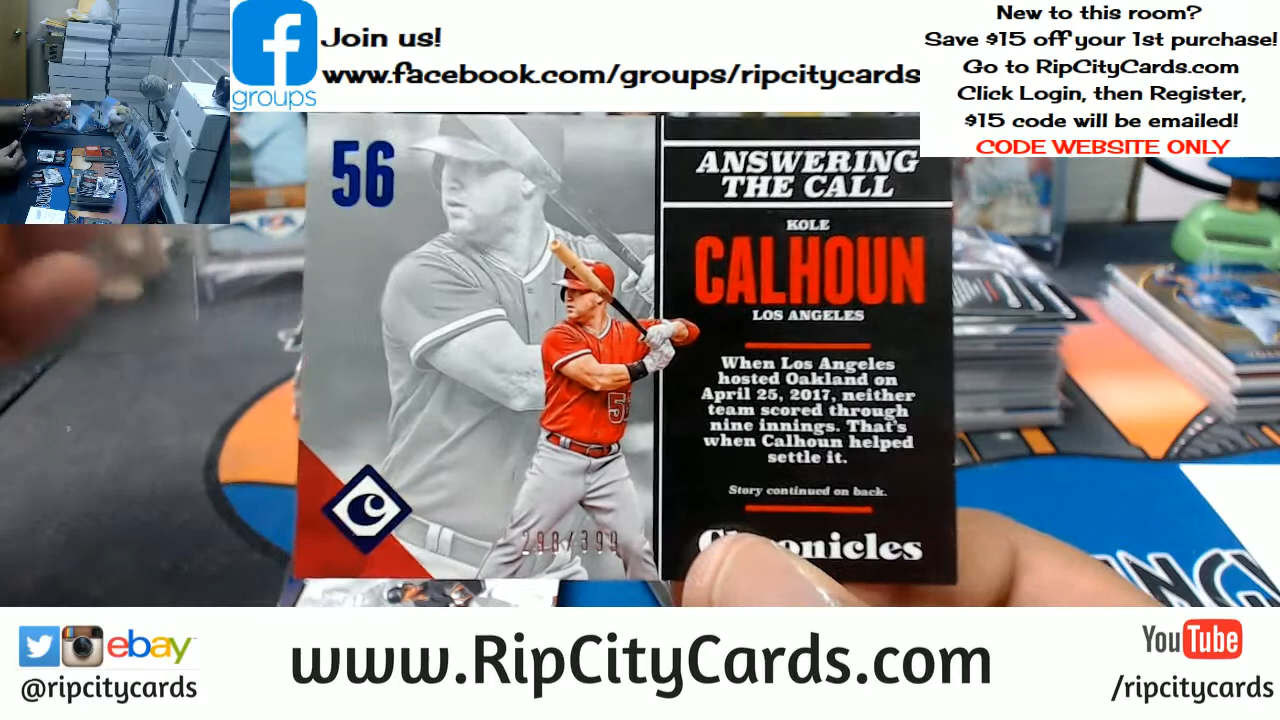 Join us!
www.facebook.com/groups/ripcitycards
groups
New to this room?
Save $15 off your 1st purchase!
Go to RipCityCards.com
Click Login, then Register,
$15 code will be emailed!
CODE WEBSITE ONLY
56
ANSWERING
THE CALL
KOLE
CALHOUN
LOS ANGELES
When Los Angeles
hosted Oakland on
April 25, 2017, neither
team scored through
nine innings. That's
when Calhoun helped
settle it.
Story continued on back.
298/399
ebay
@ripcitycards
www.RipCityCards.com
YouTube
/ripcitycards